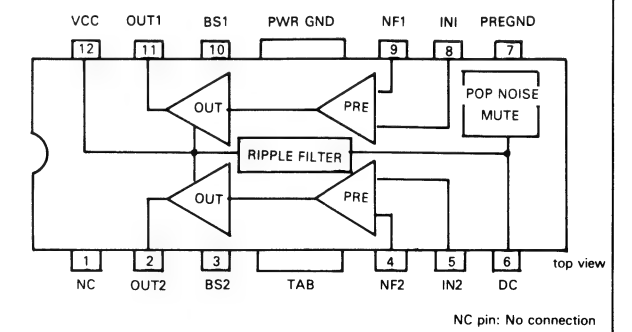 VCC OUT1 BS1 PWR GND NF1 INI PREGND
12 11 10 9 8 7
OUT PRE POP NOISE
MUTE
RIPPLE FILTER
OUT PRE
1 2 3 4 5 6 top view
NC OUT2 BS2 TAB NF2 IN2 DC
NC pin: No connection